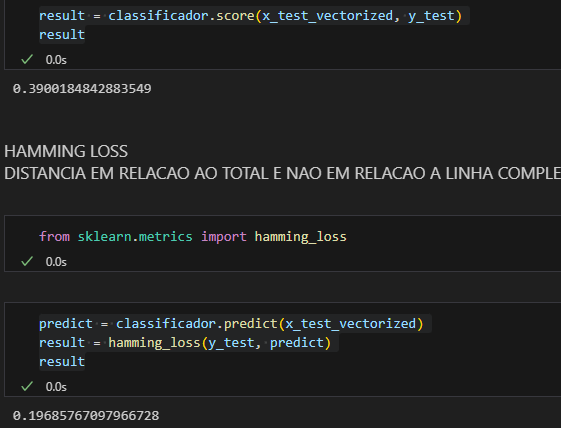 result = classificador.score(x_test_vectorized, y_test)
result
0.0s
0.3900184842883549
HAMMING LOSS
DISTANCIA EM RELACAO AO TOTAL E NAO EM RELACAO A LINHA COMPLE
from sklearn.metrics import hamming_loss
0.0s
predict = classificador.predict(x_test_vectorized)
result = hamming_loss(y_test, predict)
result
0.0s
0.19685767097966728